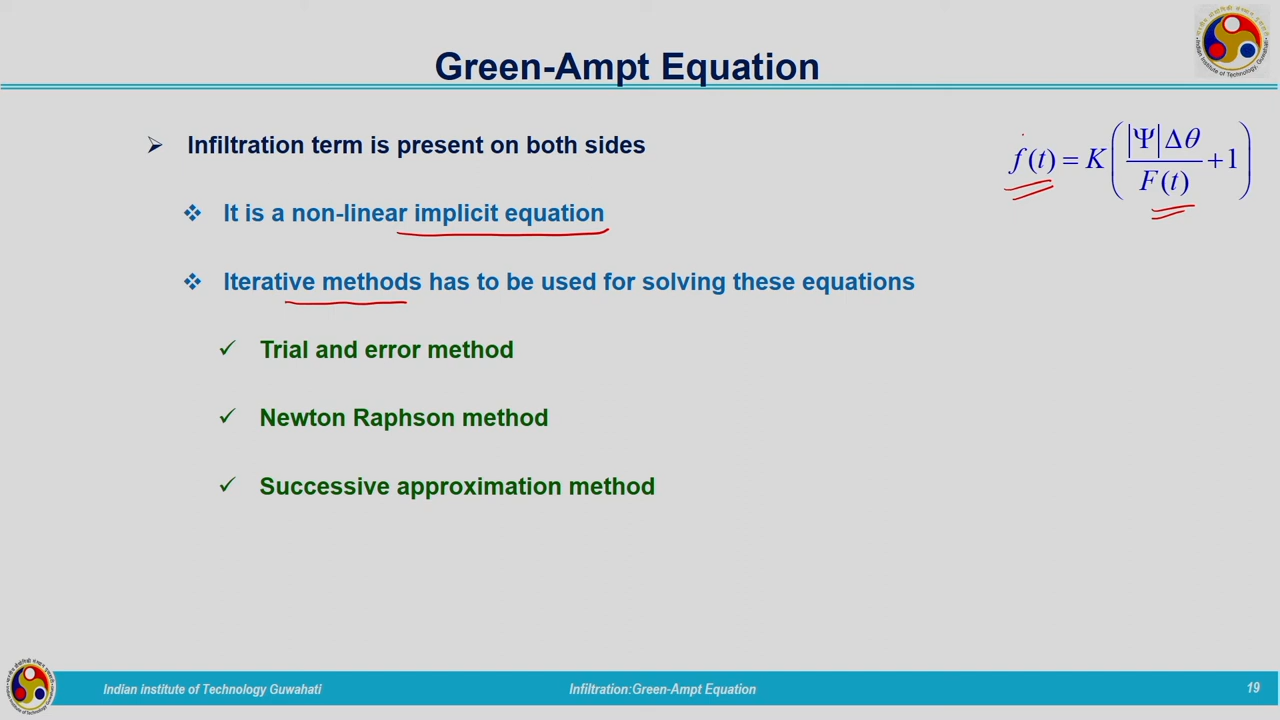 Green-Ampt Equation
➢ Infiltration term is present on both sides
f(t) = K(|Ψ|Δθ/F(t) + 1)
❖ It is a non-linear implicit equation
❖ Iterative methods has to be used for solving these equations
✓ Trial and error method
✓ Newton Raphson method
✓ Successive approximation method
Indian institute of Technology Guwahati
Infiltration:Green-Ampt Equation
19